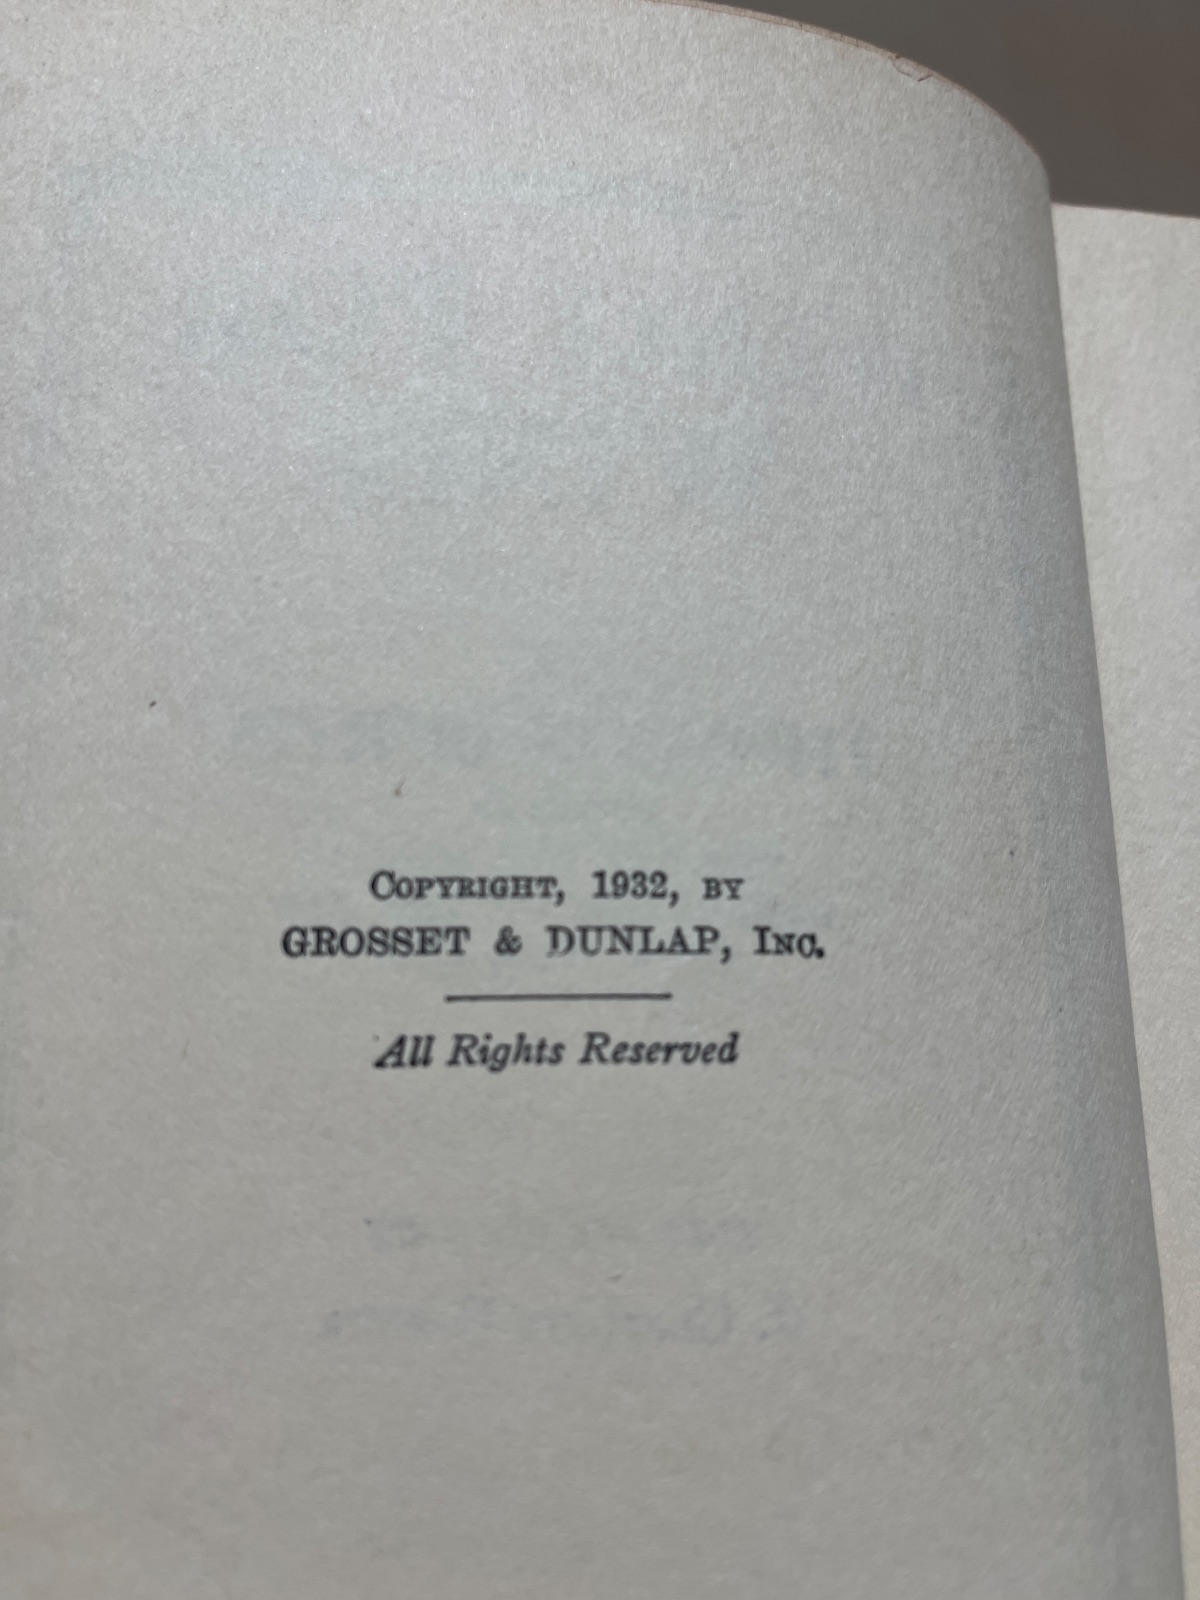 COPYRIGHT, 1932, BY
GROSSET & DUNLAP, INC.
All Rights Reserved